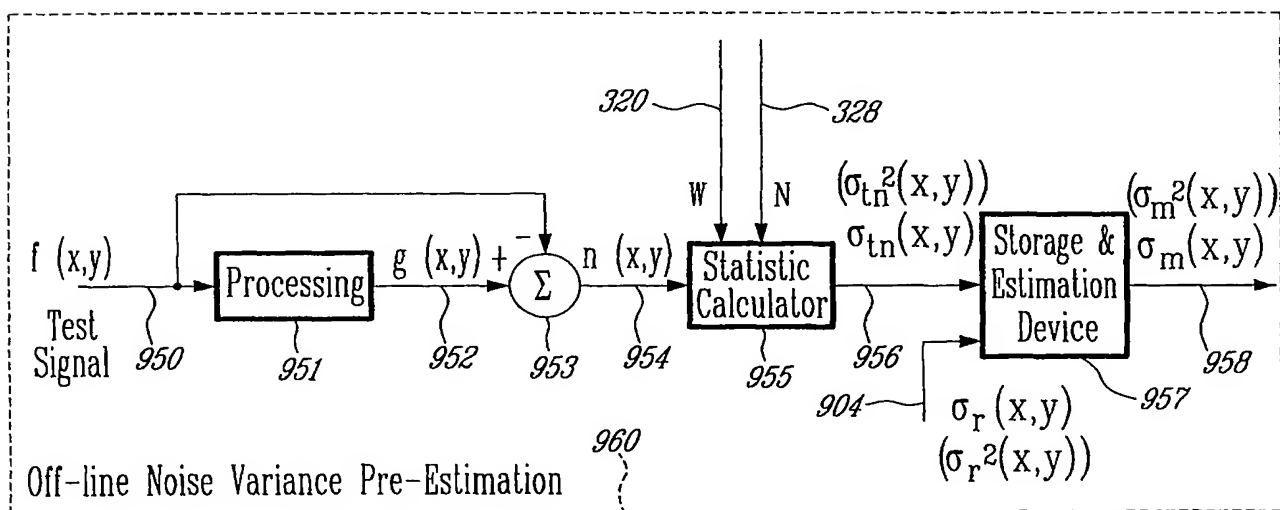 320
328
W
N
(σtn²(x,y))
σtn(x,y)
(σm²(x,y))
σm(x,y)
f (x,y)
Test
Signal
950
Processing
951
g (x,y)
+
−
952
Σ
953
n (x,y)
954
Statistic
Calculator
955
956
Storage &
Estimation
Device
957
958
904
σr (x,y)
(σr²(x,y))
Off-line Noise Variance Pre-Estimation
960